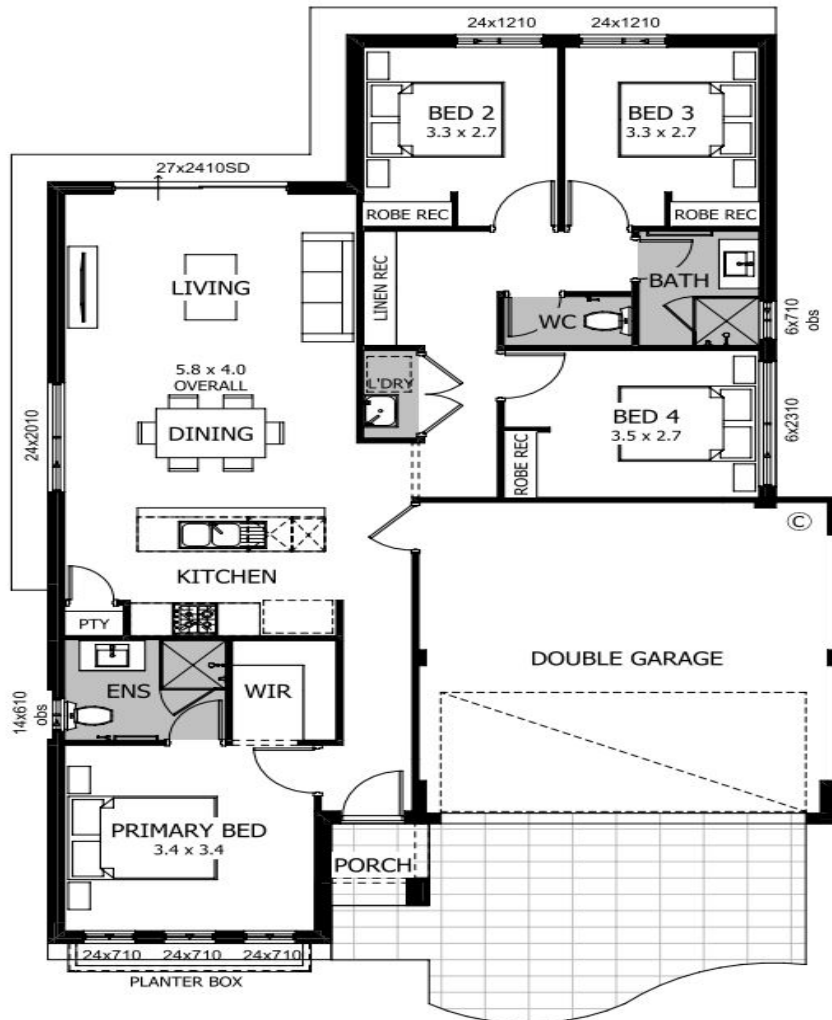 24x1210
24x1210
BED 2
3.3 x 2.7
BED 3
3.3 x 2.7
27x2410SD
ROBE REC
ROBE REC
LINEN REC
LIVING
BATH
WC
6x710
obs
5.8 x 4.0
OVERALL
L'DRY
24x2010
DINING
BED 4
3.5 x 2.7
6x2310
ROBE REC
C
KITCHEN
PTY
DOUBLE GARAGE
ENS
WIR
14x610
obs
PRIMARY BED
3.4 x 3.4
PORCH
24x710
24x710
24x710
PLANTER BOX